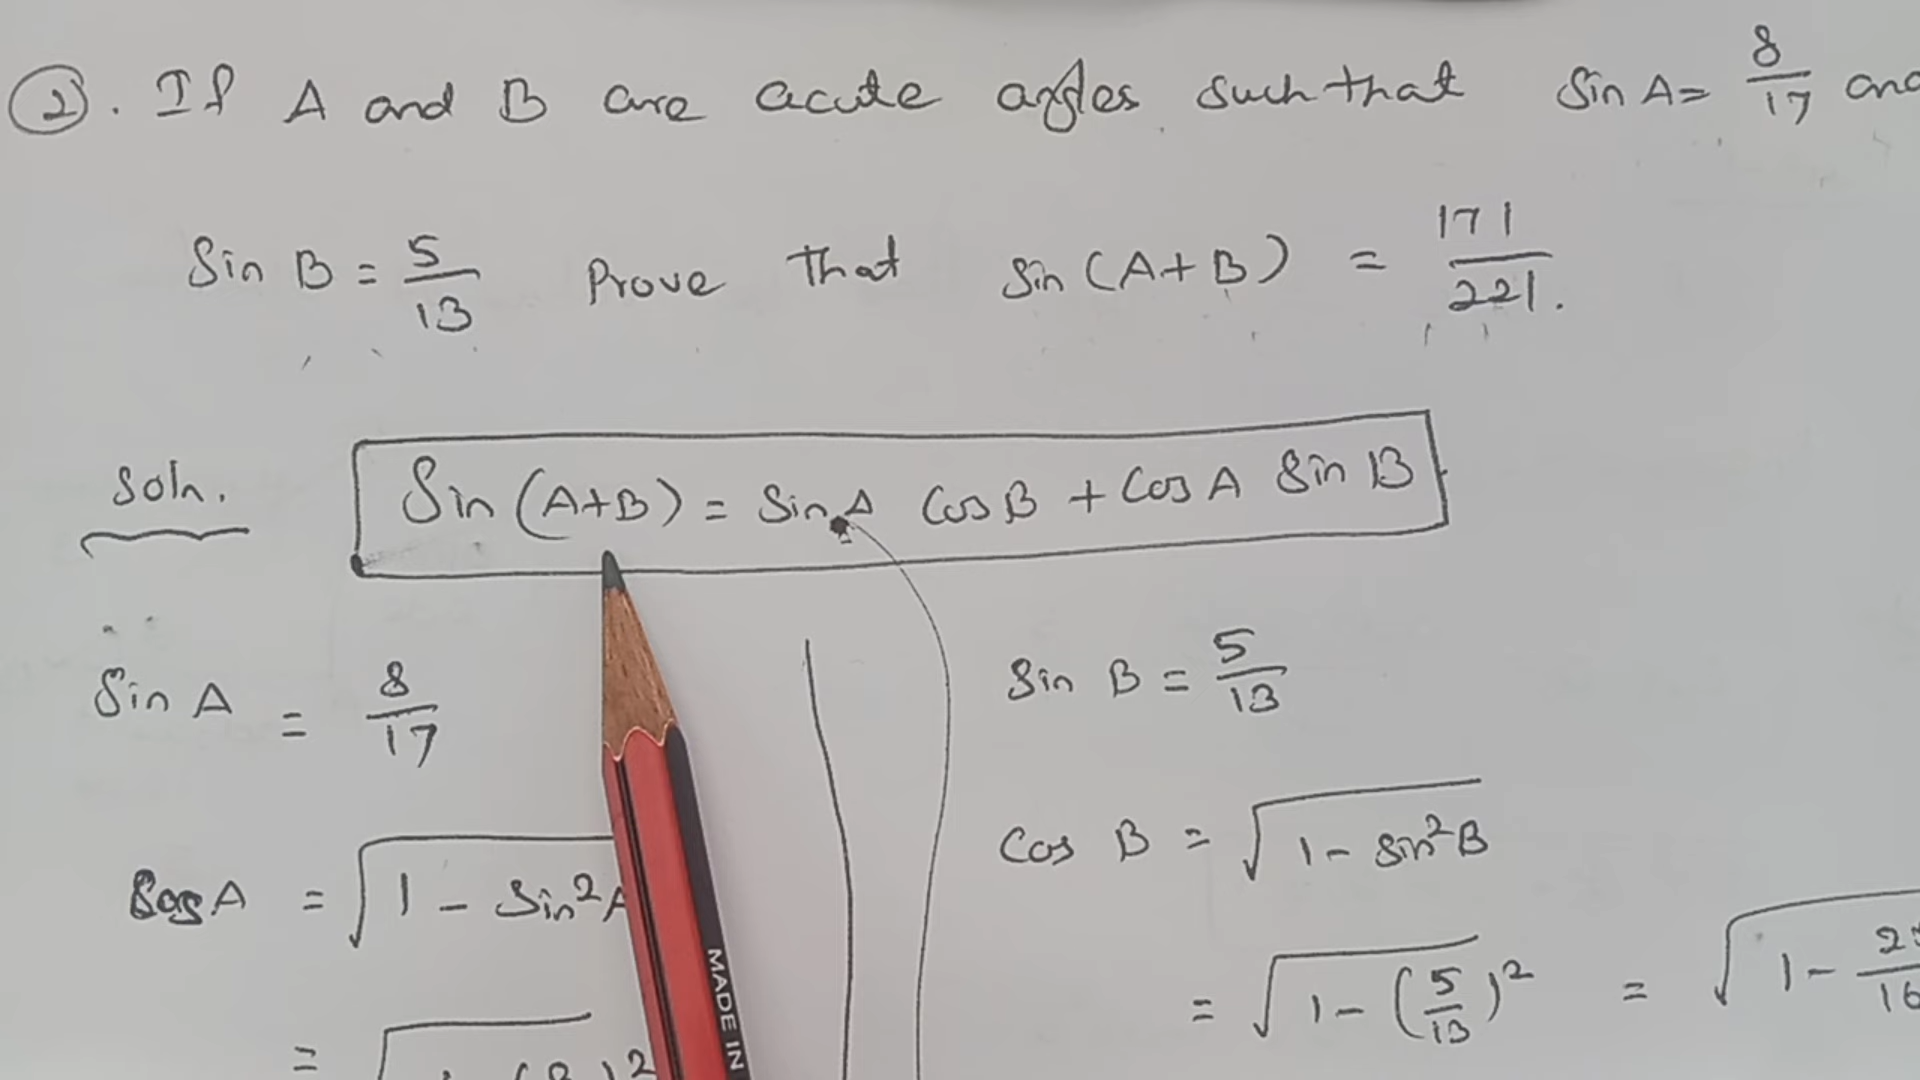 2. If A and B are acute angles such that Sin A = 8/17 and
Sin B = 5/13 Prove That Sin (A+B) = 171/221.
Soln.
Sin (A+B) = Sin A Cos B + Cos A Sin B
Sin A = 8/17
Cos A = √1 - Sin²A
=
Sin B = 5/13
Cos B = √1 - Sin²B
= √1 - (5/13)² = √1 -
MADE IN